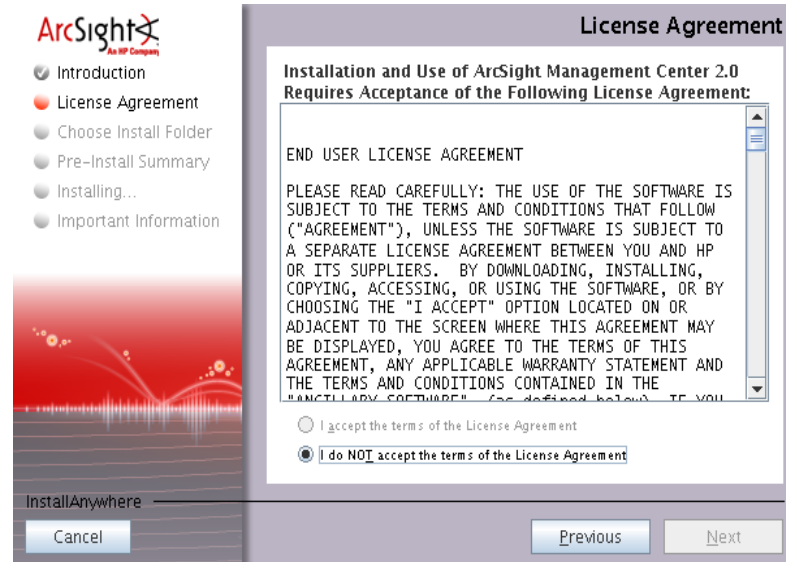 ArcSight
An HP Company
Introduction
License Agreement
Choose Install Folder
Pre-Install Summary
Installing...
Important Information
License Agreement
Installation and Use of ArcSight Management Center 2.0
Requires Acceptance of the Following License Agreement:
END USER LICENSE AGREEMENT
PLEASE READ CAREFULLY: THE USE OF THE SOFTWARE IS
SUBJECT TO THE TERMS AND CONDITIONS THAT FOLLOW
("AGREEMENT"), UNLESS THE SOFTWARE IS SUBJECT TO
A SEPARATE LICENSE AGREEMENT BETWEEN YOU AND HP
OR ITS SUPPLIERS.  BY DOWNLOADING, INSTALLING,
COPYING, ACCESSING, OR USING THE SOFTWARE, OR BY
CHOOSING THE "I ACCEPT" OPTION LOCATED ON OR
ADJACENT TO THE SCREEN WHERE THIS AGREEMENT MAY
BE DISPLAYED, YOU AGREE TO THE TERMS OF THIS
AGREEMENT, ANY APPLICABLE WARRANTY STATEMENT AND
THE TERMS AND CONDITIONS CONTAINED IN THE
"ANCILLARY SOFTWARE"  (as defined below). IF YOU
I accept the terms of the License Agreement
I do NOT accept the terms of the License Agreement
InstallAnywhere
Cancel
Previous
Next